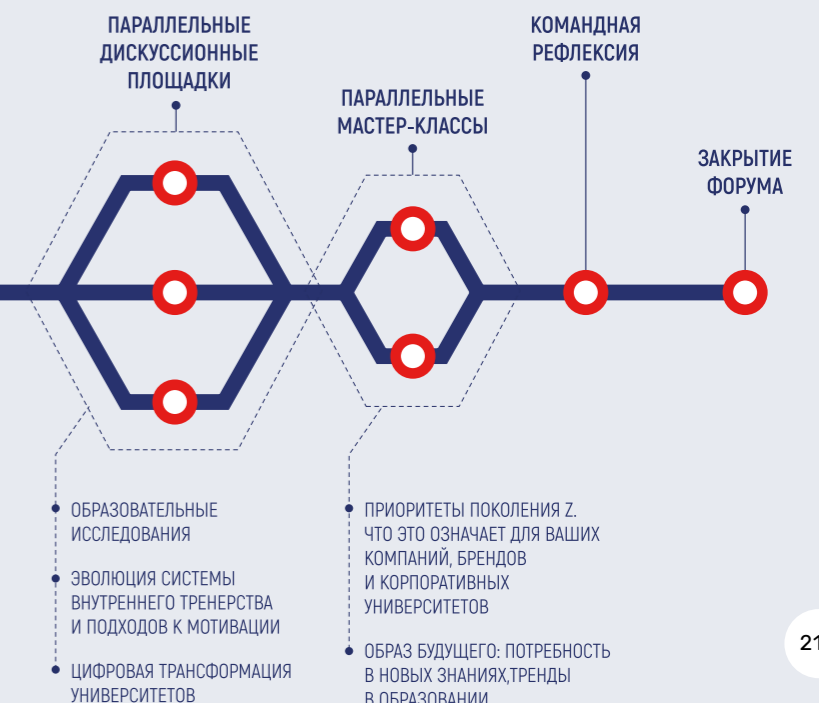 ПАРАЛЛЕЛЬНЫЕ
ДИСКУССИОННЫЕ
ПЛОЩАДКИ
ПАРАЛЛЕЛЬНЫЕ
МАСТЕР-КЛАССЫ
КОМАНДНАЯ
РЕФЛЕКСИЯ
ЗАКРЫТИЕ
ФОРУМА
ОБРАЗОВАТЕЛЬНЫЕ
ИССЛЕДОВАНИЯ
ЭВОЛЮЦИЯ СИСТЕМЫ
ВНУТРЕННЕГО ТРЕНЕРСТВА
И ПОДХОДОВ К МОТИВАЦИИ
ЦИФРОВАЯ ТРАНСФОРМАЦИЯ
УНИВЕРСИТЕТОВ
ПРИОРИТЕТЫ ПОКОЛЕНИЯ Z.
ЧТО ЭТО ОЗНАЧАЕТ ДЛЯ ВАШИХ
КОМПАНИЙ, БРЕНДОВ
И КОРПОРАТИВНЫХ
УНИВЕРСИТЕТОВ
ОБРАЗ БУДУЩЕГО: ПОТРЕБНОСТЬ
В НОВЫХ ЗНАНИЯХ,ТРЕНДЫ
В ОБРАЗОВАНИИ
21